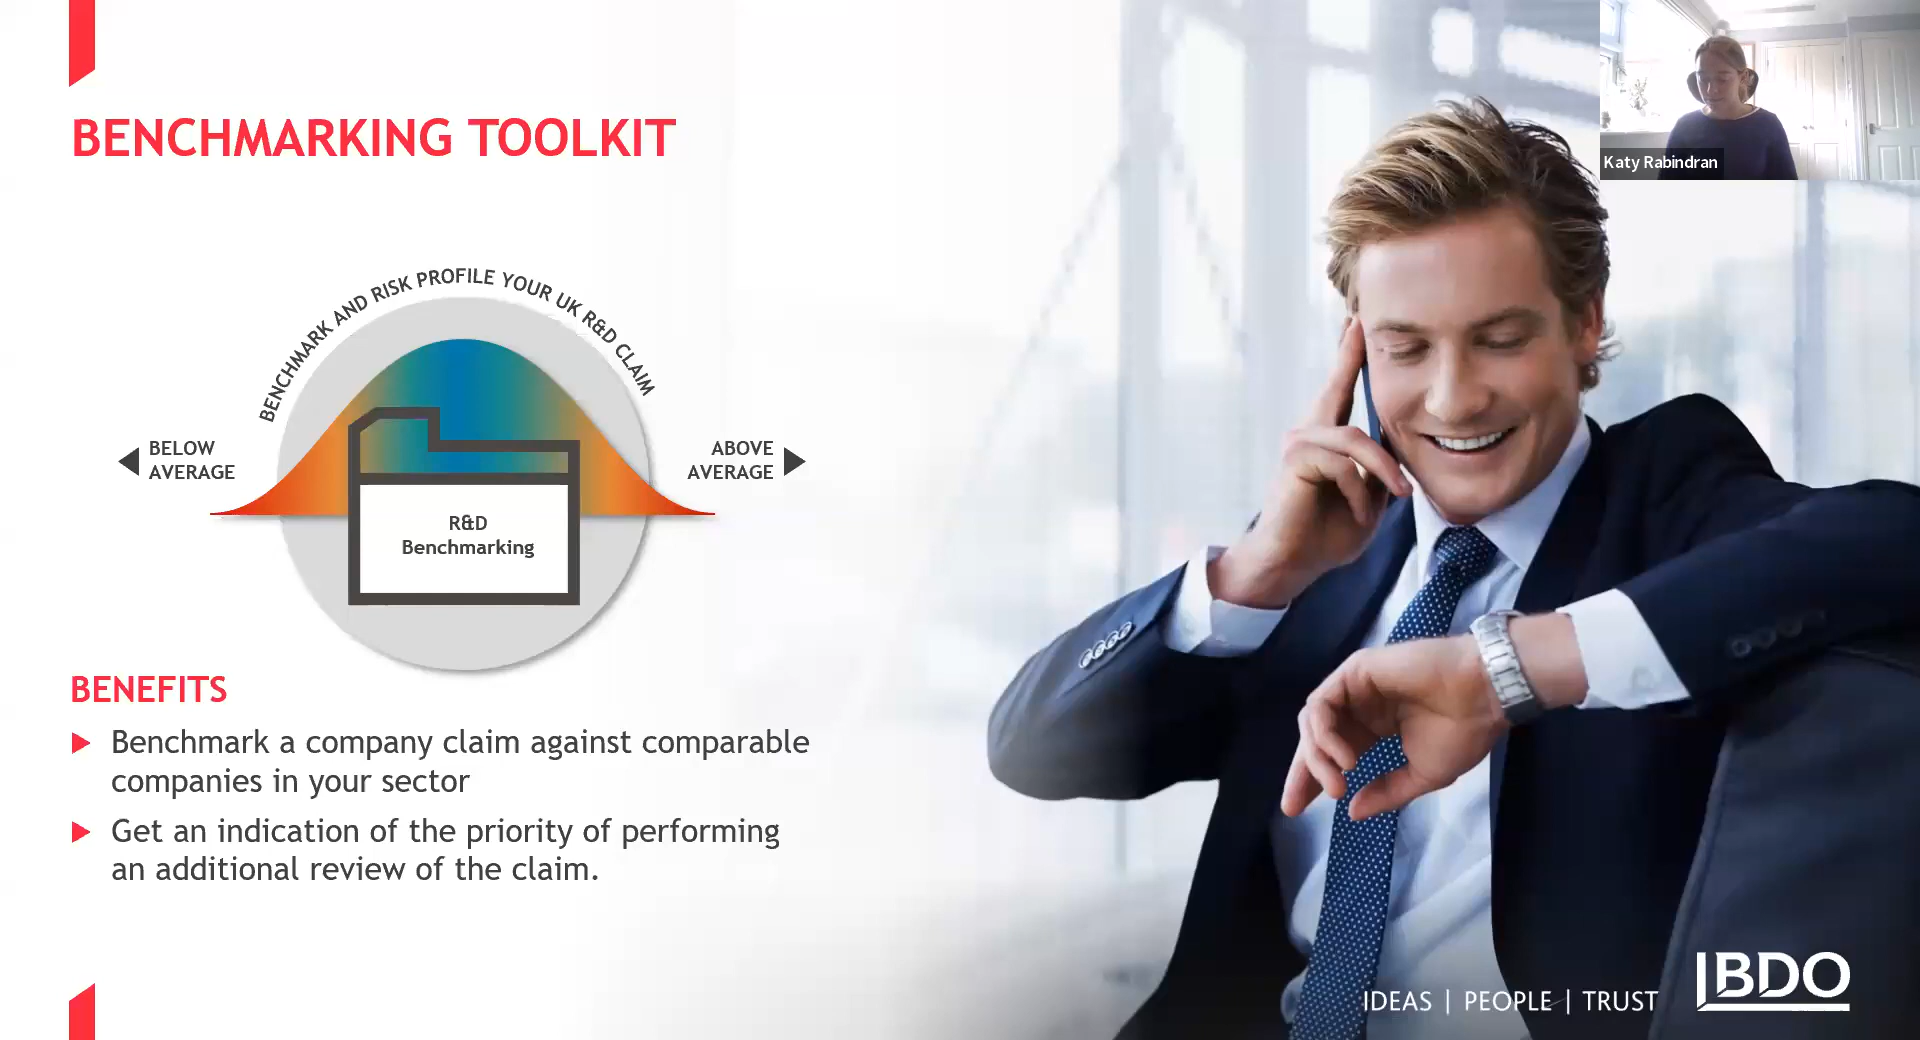 BENCHMARKING TOOLKIT
Katy Rabindran
BENCHMARK AND RISK PROFILE YOUR UK R&D CLAIM
BELOW
AVERAGE
ABOVE
AVERAGE
R&D
Benchmarking
BENEFITS
Benchmark a company claim against comparable
companies in your sector
Get an indication of the priority of performing
an additional review of the claim.
IDEAS | PEOPLE | TRUST
BDO